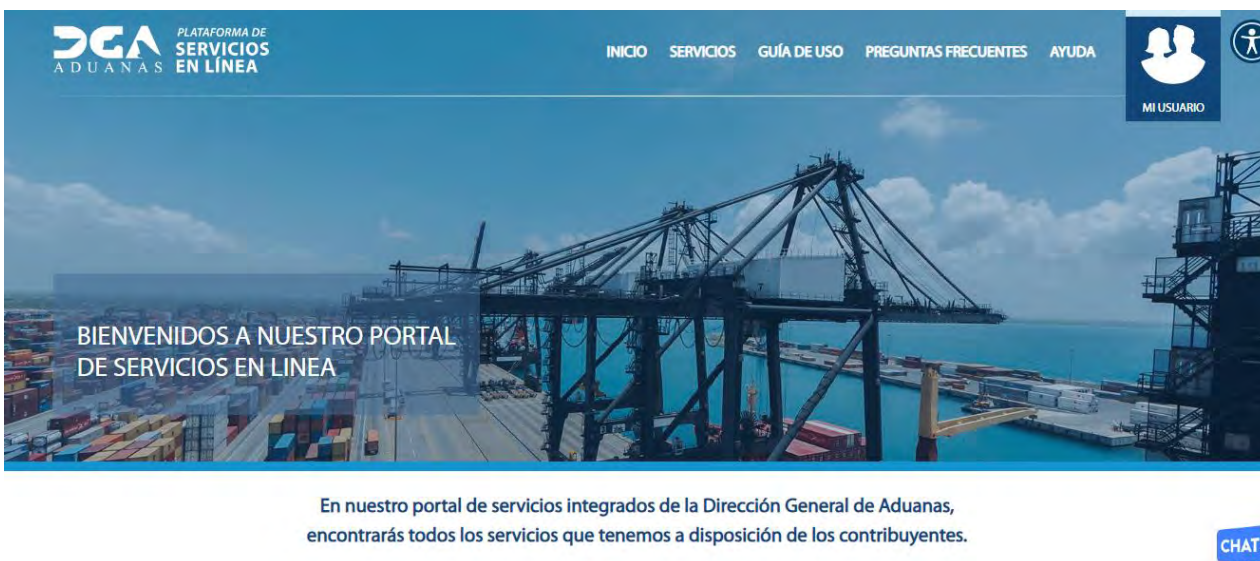 DGA
ADUANAS
PLATAFORMA DE
SERVICIOS
EN LÍNEA
INICIO SERVICIOS GUÍA DE USO PREGUNTAS FRECUENTES AYUDA
MI USUARIO
BIENVENIDOS A NUESTRO PORTAL
DE SERVICIOS EN LINEA
En nuestro portal de servicios integrados de la Dirección General de Aduanas,
encontrarás todos los servicios que tenemos a disposición de los contribuyentes.
CHAT